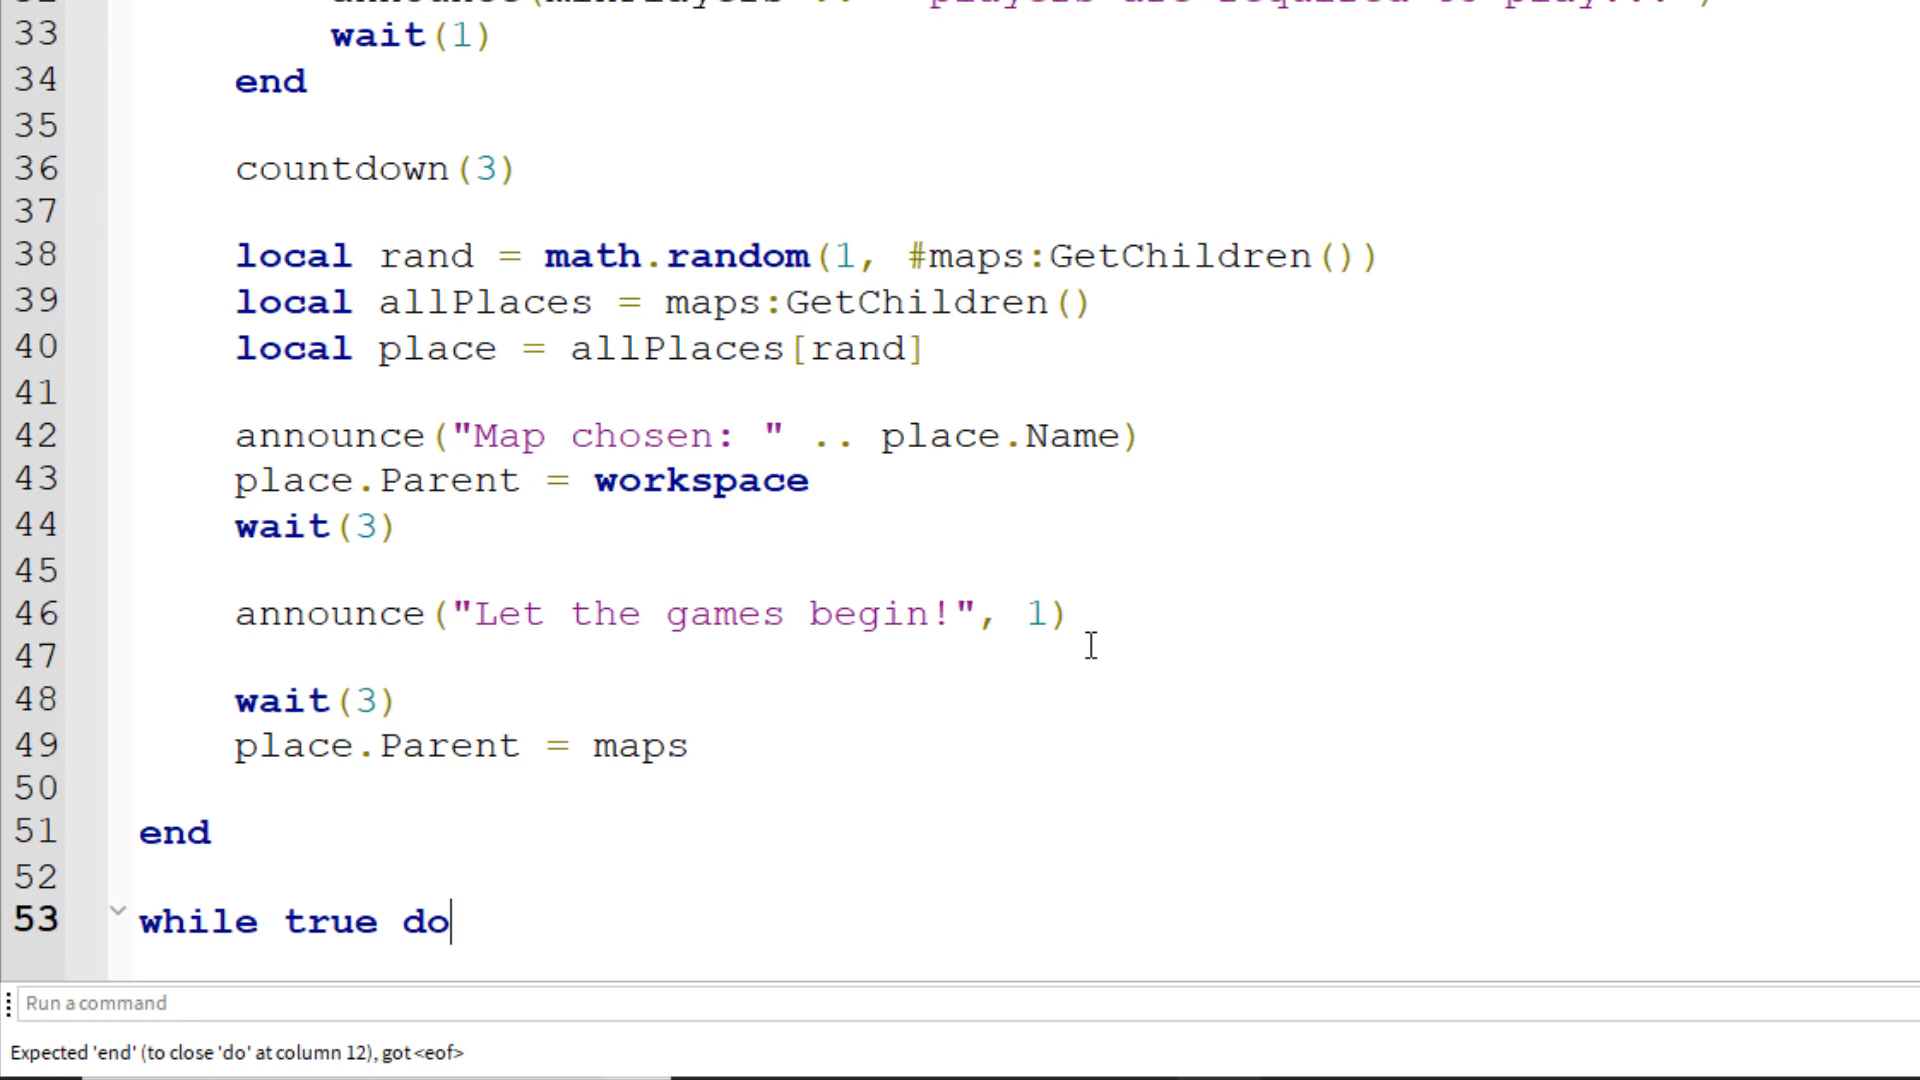 33 wait(1)
34 end
35
36 countdown(3)
37
38 local rand = math.random(1, #maps:GetChildren())
39 local allPlaces = maps:GetChildren()
40 local place = allPlaces[rand]
41
42 announce("Map chosen: " .. place.Name)
43 place.Parent = workspace
44 wait(3)
45
46 announce("Let the games begin!", 1)
47
48 wait(3)
49 place.Parent = maps
50
51 end
52
53 while true do
Run a command
Expected 'end' (to close 'do' at column 12), got <eof>